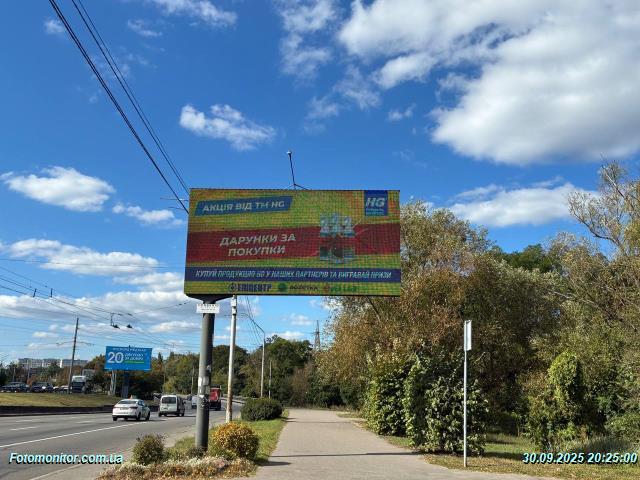 АКЦІЯ ВІД ТМ HG
HG
ДАРУНКИ ЗА
ПОКУПКИ
КУПУЙ ПРОДУКЦІЮ HG У НАШИХ ПАРТНЕРІВ ТА ВИГРАВАЙ ПРИЗИ
ЕПІЦЕНТР
РОЗЕТКА
20
Fotomonitor.com.ua
30.09.2025 20:25:00